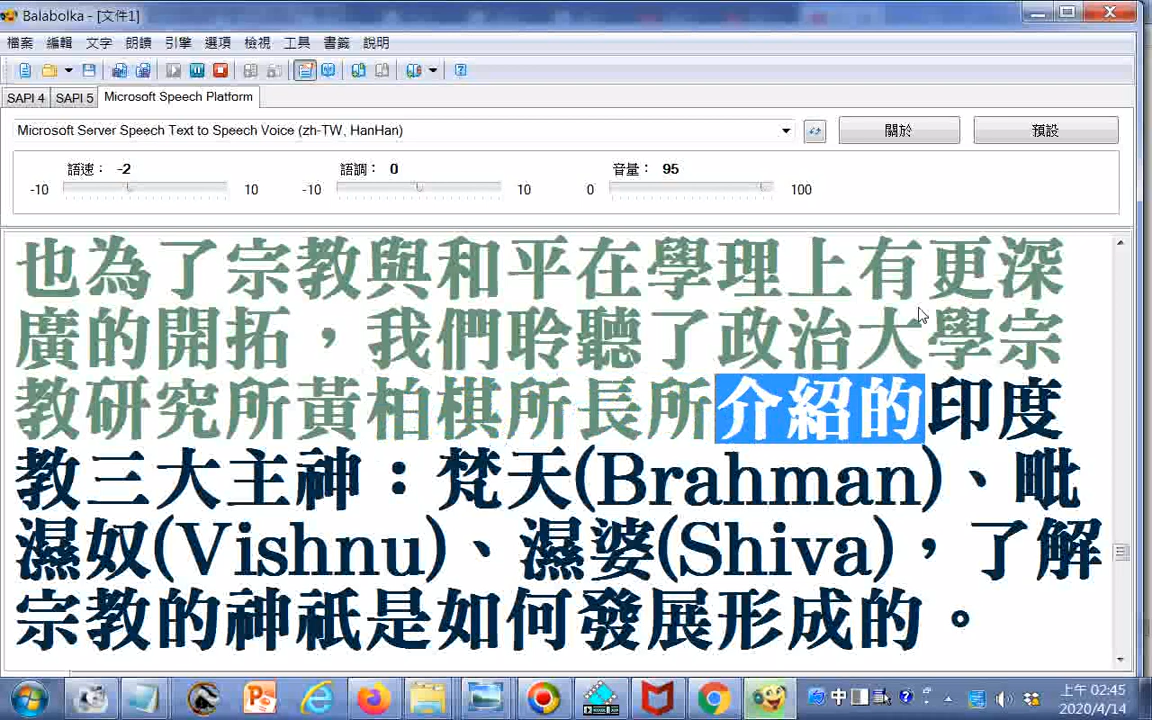 Balabolka - [文件1]
檔案 編輯 文字 朗讀 引擎 選項 檢視 工具 書籤 說明
SAPI 4 SAPI 5 Microsoft Speech Platform
Microsoft Server Speech Text to Speech Voice (zh-TW, HanHan) 關於 預設
語速： -2 語調： 0 音量： 95
-10 10 -10 10 0 100
也為了宗教與和平在學理上有更深
廣的開拓，我們聆聽了政治大學宗
教研究所黃柏棋所長所介紹的印度
教三大主神：梵天(Brahman)、毗
濕奴(Vishnu)、濕婆(Shiva)，了解
宗教的神祇是如何發展形成的。
中 上午 02:45
2020/4/14